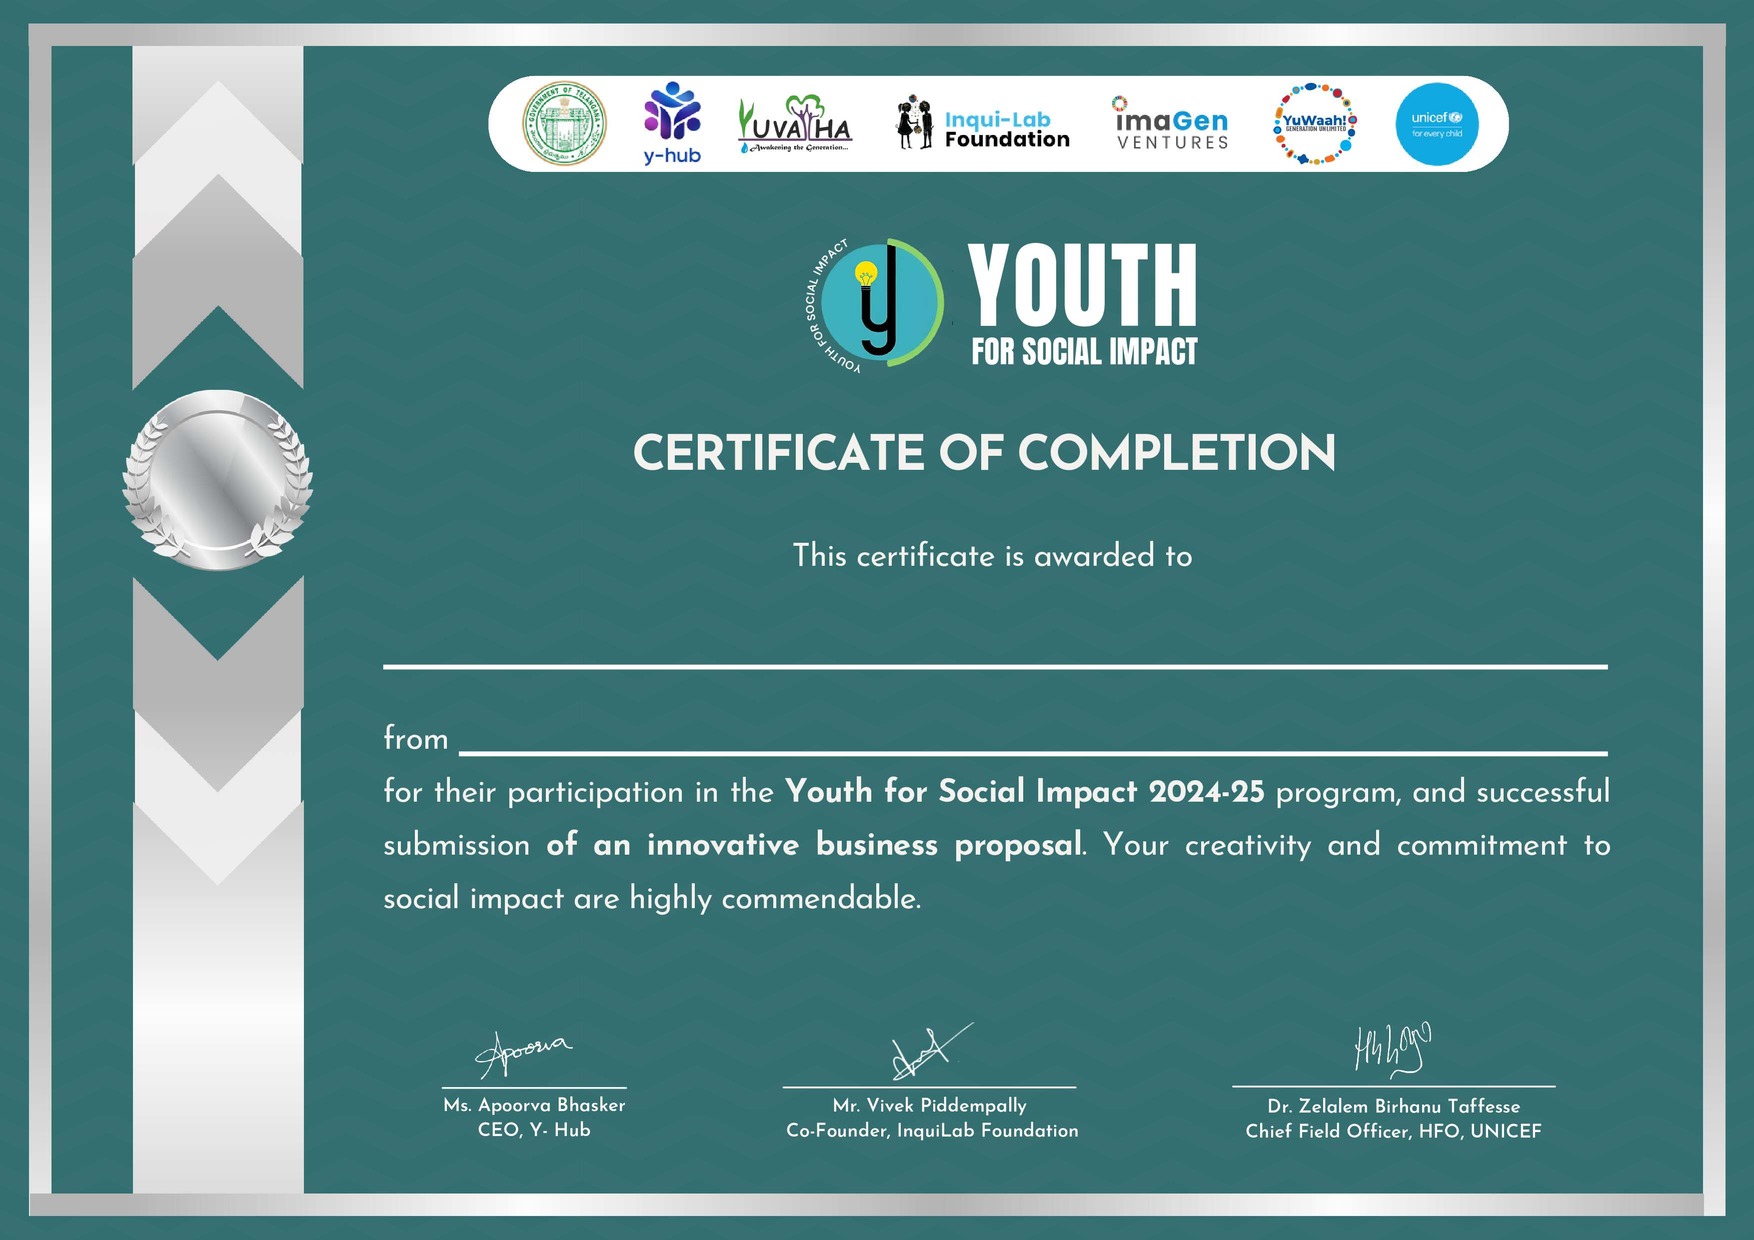 GOVERNMENT OF TELANGANA
y-hub
YUVATHA
Awakening the Generation...
Inqui-Lab
Foundation
imaGen
VENTURES
YuWaah!
GENERATION UNLIMITED
unicef
for every child
YOUTH FOR SOCIAL IMPACT
y
YOUTH
FOR SOCIAL IMPACT
CERTIFICATE OF COMPLETION
This certificate is awarded to
from
for their participation in the Youth for Social Impact 2024-25 program, and successful
submission of an innovative business proposal. Your creativity and commitment to
social impact are highly commendable.
Apoorva
Ms. Apoorva Bhasker
CEO, Y- Hub
Mr. Vivek Piddempally
Co-Founder, InquiLab Foundation
Dr. Zelalem Birhanu Taffesse
Chief Field Officer, HFO, UNICEF